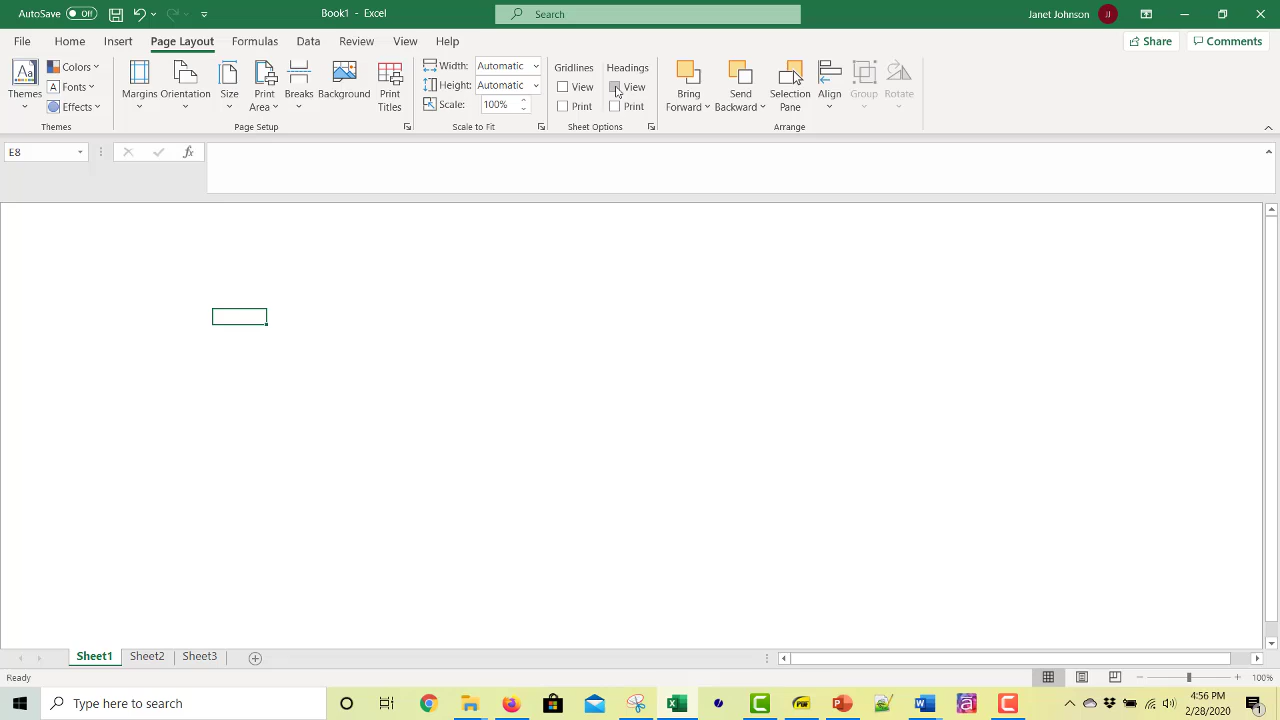 AutoSave Off Book1 - Excel Search Janet Johnson JJ
File Home Insert Page Layout Formulas Data Review View Help Share Comments
Themes Colors Fonts Effects
Themes
Margins Orientation Size Print Area Breaks Background Print Titles
Page Setup
Width: Automatic
Height: Automatic
Scale: 100%
Scale to Fit
Gridlines Headings
View View
Print Print
Sheet Options
Bring Forward Send Backward Selection Pane Align Group Rotate
Arrange
E8 fx
Sheet1 Sheet2 Sheet3
Ready 100%
Type here to search PDF 4:56 PM
2/28/2020